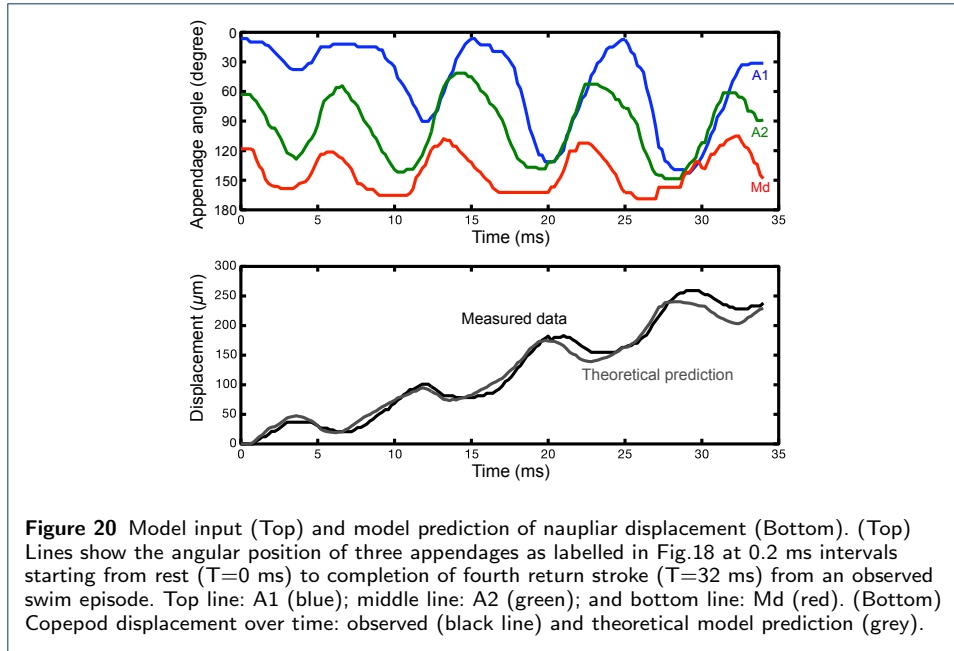 Appendage angle (degree)
0
30
60
90
120
150
180
A1
A2
Md
0 5 10 15 20 25 30 35
Time (ms)
Displacement (µm)
300
250
200
150
100
50
0
Measured data
Theoretical prediction
0 5 10 15 20 25 30 35
Time (ms)
Figure 20 Model input (Top) and model prediction of naupliar displacement (Bottom). (Top)
Lines show the angular position of three appendages as labelled in Fig.18 at 0.2 ms intervals
starting from rest (T=0 ms) to completion of fourth return stroke (T=32 ms) from an observed
swim episode. Top line: A1 (blue); middle line: A2 (green); and bottom line: Md (red). (Bottom)
Copepod displacement over time: observed (black line) and theoretical model prediction (grey).